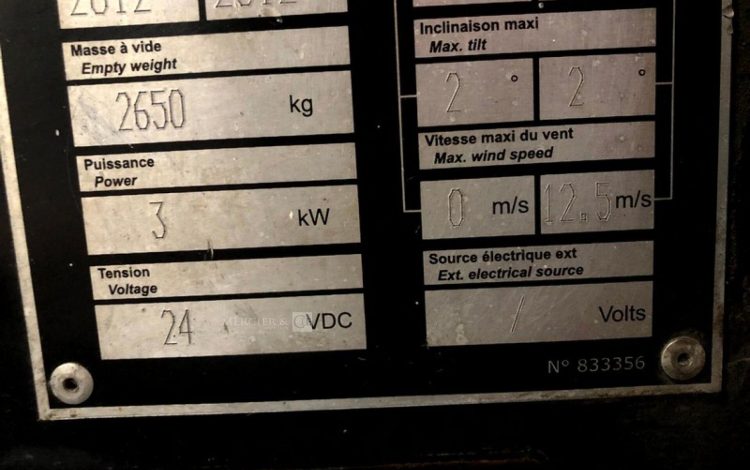 2012 2012
Masse à vide
Empty weight
2650 kg
Puissance
Power
3 kW
Tension
Voltage
24 VDC
Inclinaison maxi
Max. tilt
2 ° 2 °
Vitesse maxi du vent
Max. wind speed
0 m/s 12.5 m/s
Source électrique ext
Ext. electrical source
/ Volts
N° 833356